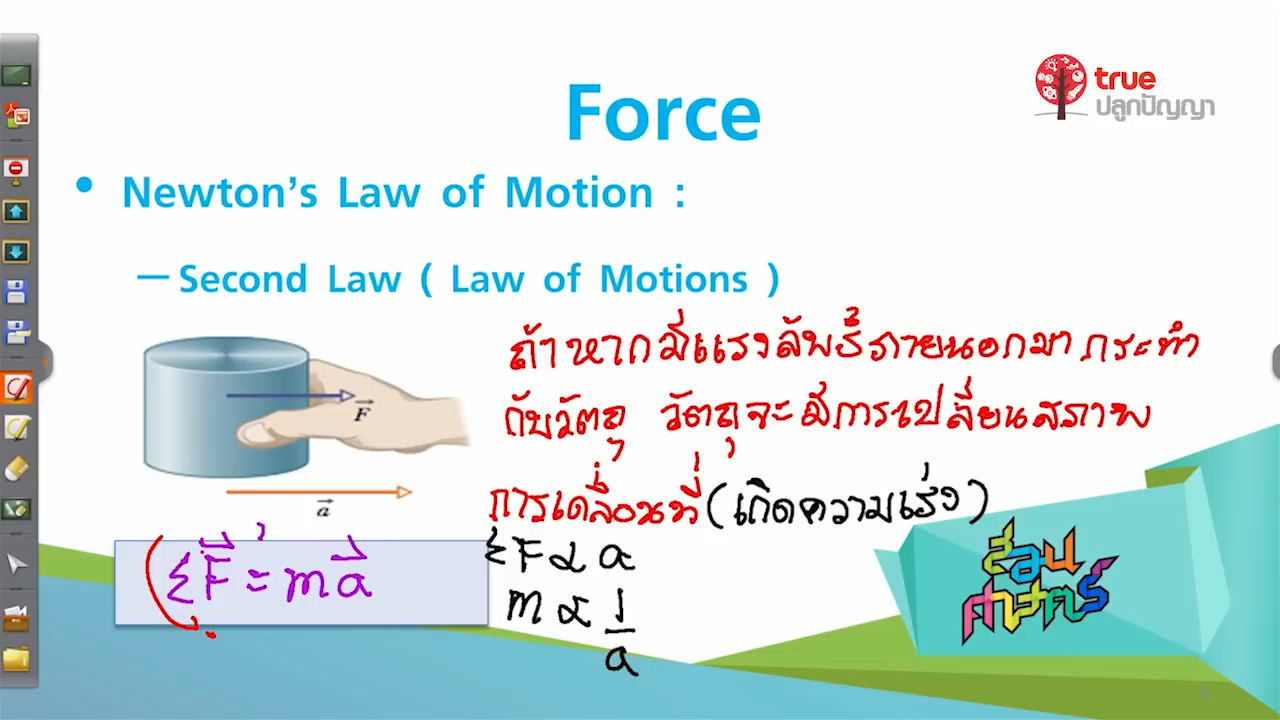 true
ปลูกปัญญา
Force
• Newton's Law of Motion :
— Second Law ( Law of Motions )
ถ้าหากมีแรงลัพธ์ภายนอกมากระทำ
กับวัตถุ วัตถุจะมีการเปลี่ยนสภาพ
การเคลื่อนที่ (เกิดความเร่ง)
F
a
ΣF = ma
ΣF α a
m α 1/a
สอนศาสตร์